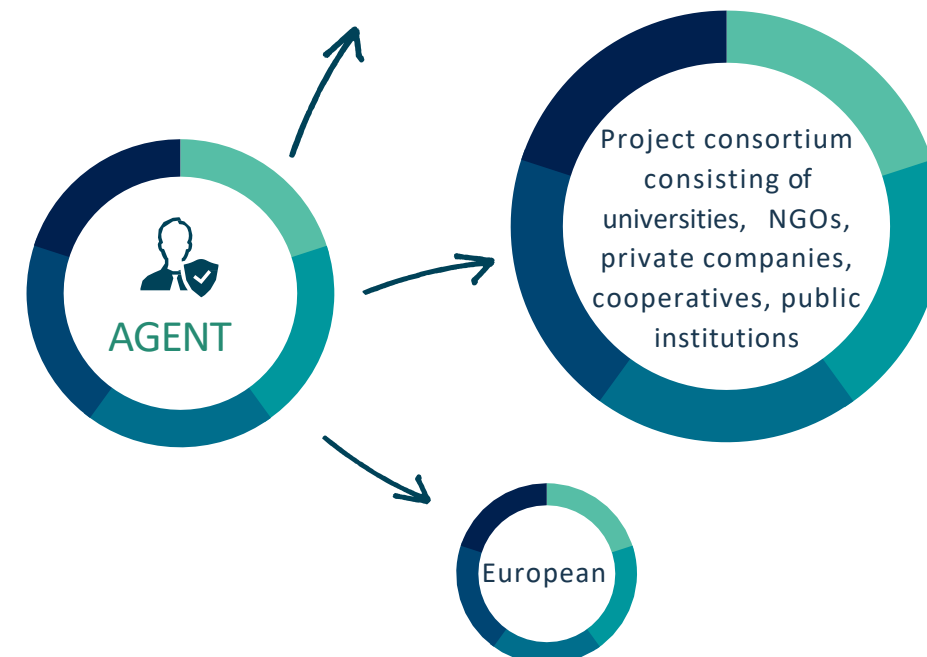 AGENT
Project consortium
consisting of
universities, NGOs,
private companies,
cooperatives, public
institutions
European